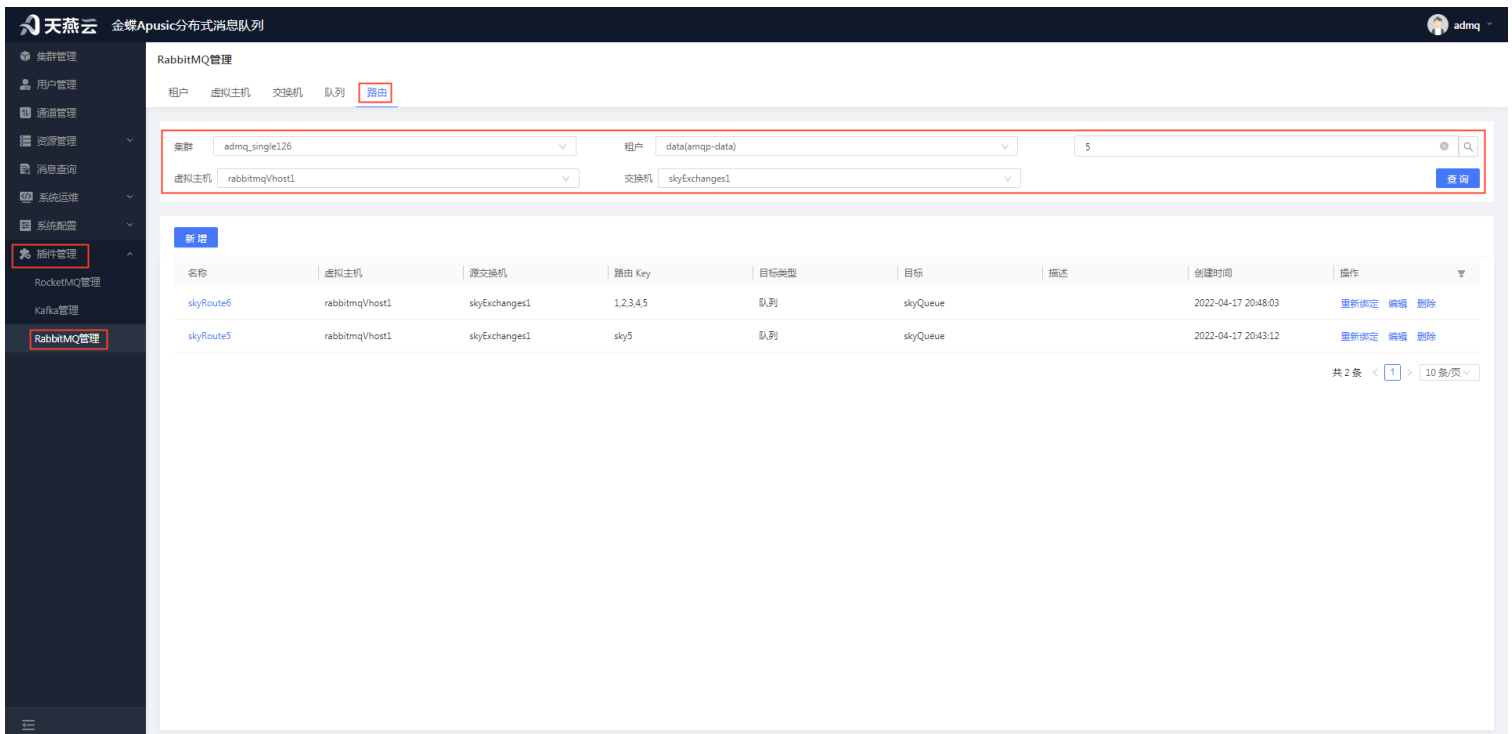 天燕云 金蝶Apusic分布式消息队列 admq
集群管理
用户管理
通道管理
资源管理
消息查询
系统运维
系统配置
插件管理
RocketMQ管理
Kafka管理
RabbitMQ管理
RabbitMQ管理
租户 虚拟主机 交换机 队列 路由
集群 admq_single126 租户 data(amqp-data) 5
虚拟主机 rabbitmqVhost1 交换机 skyExchanges1 查 询
新 增
名称 虚拟主机 源交换机 路由 Key 目标类型 目标 描述 创建时间 操作
skyRoute6 rabbitmqVhost1 skyExchanges1 1,2,3,4,5 队列 skyQueue 2022-04-17 20:48:03 重新绑定 编辑 删除
skyRoute5 rabbitmqVhost1 skyExchanges1 sky5 队列 skyQueue 2022-04-17 20:43:12 重新绑定 编辑 删除
共 2 条 < 1 > 10 条/页